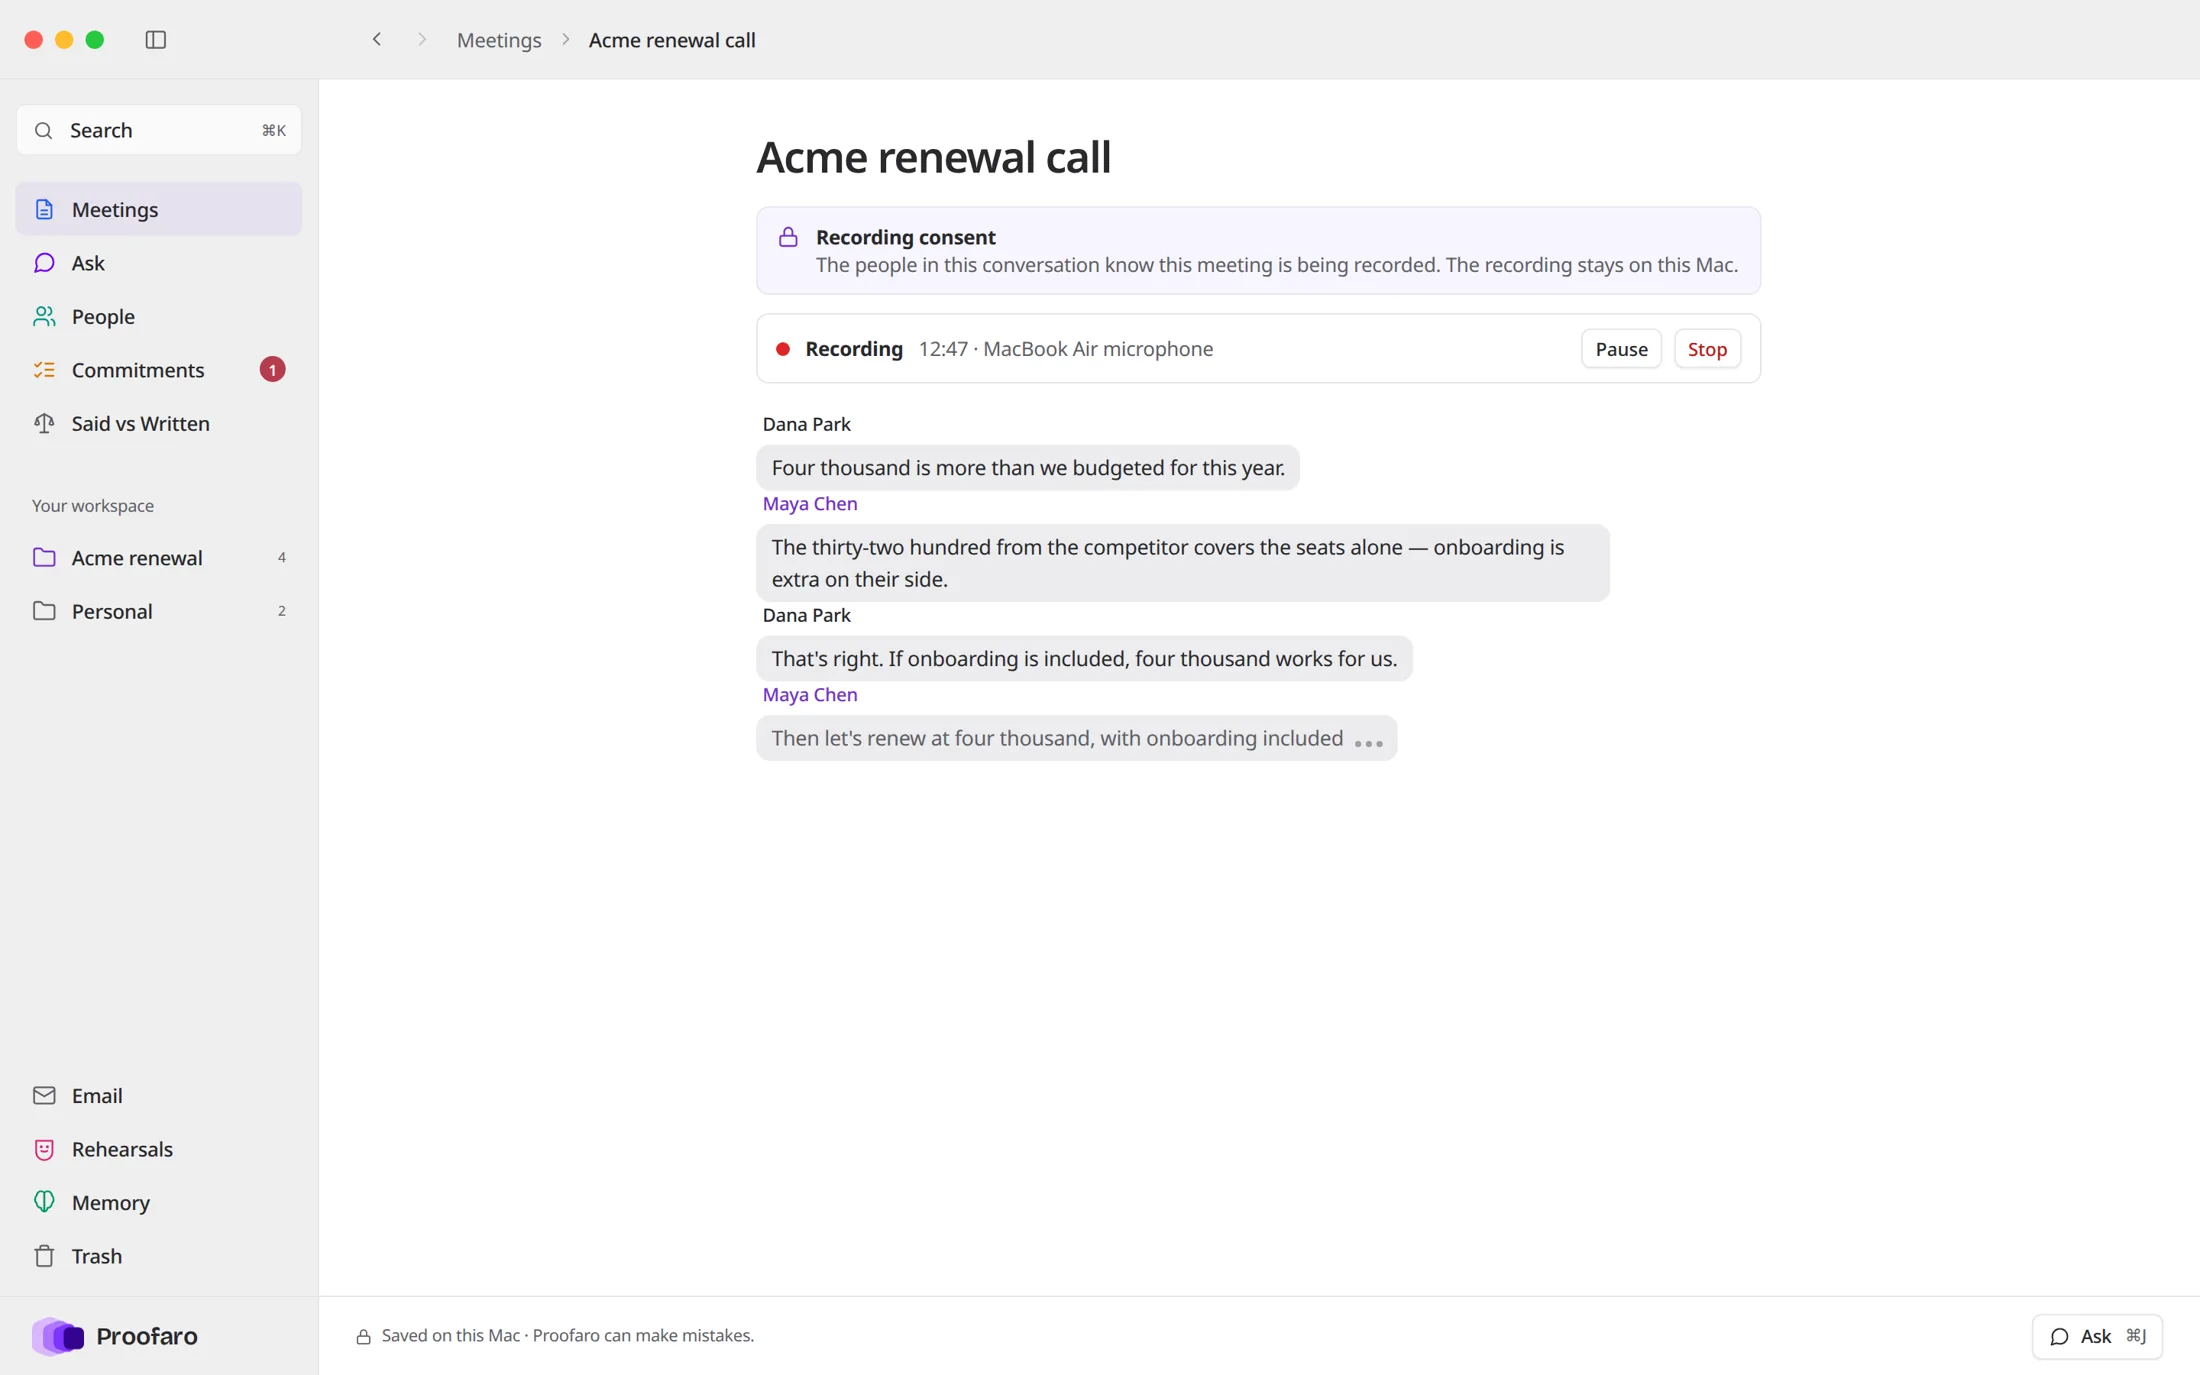 Meetings
Acme renewal call
Search ⌘K
Meetings
Ask
People
Commitments 1
Said vs Written
Your workspace
Acme renewal 4
Personal 2
Email
Rehearsals
Memory
Trash
Proofaro
Acme renewal call
Recording consent
The people in this conversation know this meeting is being recorded. The recording stays on this Mac.
Recording 12:47 · MacBook Air microphone Pause Stop
Dana Park
Four thousand is more than we budgeted for this year.
Maya Chen
The thirty-two hundred from the competitor covers the seats alone — onboarding is
extra on their side.
Dana Park
That's right. If onboarding is included, four thousand works for us.
Maya Chen
Then let's renew at four thousand, with onboarding included
Saved on this Mac · Proofaro can make mistakes.
Ask ⌘J